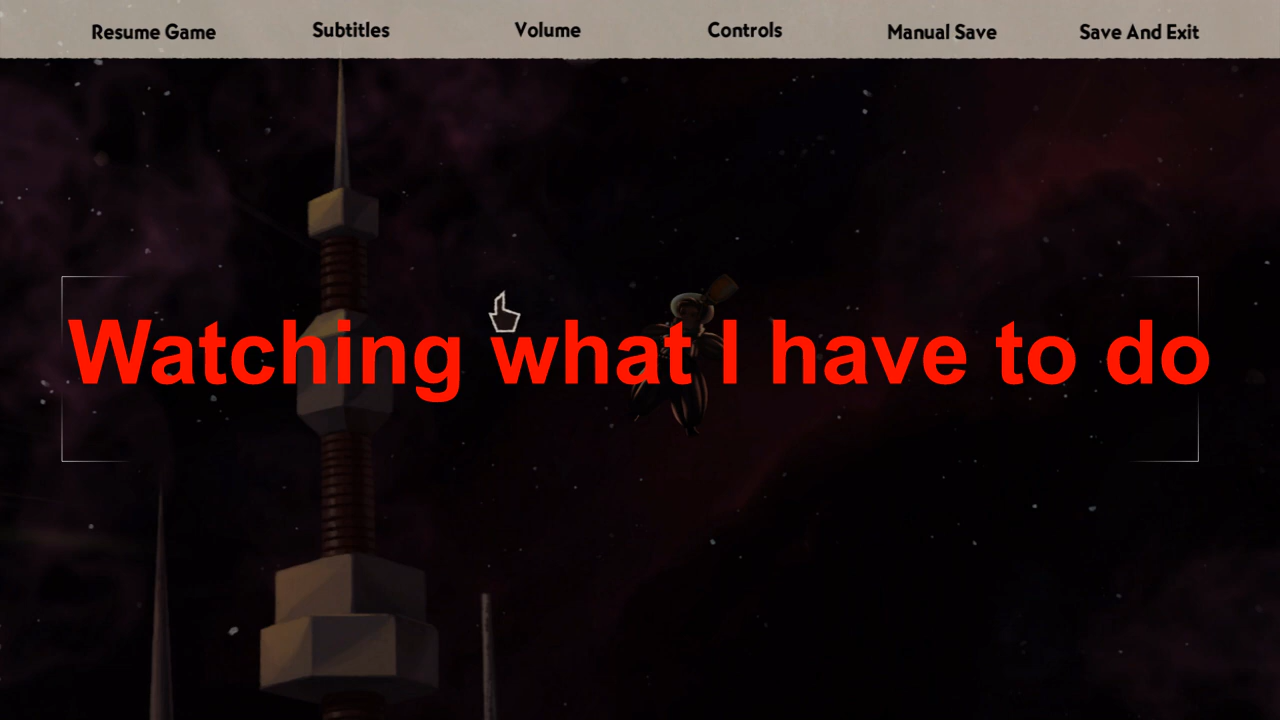 Resume Game Subtitles Volume Controls Manual Save Save And Exit
Watching what I have to do